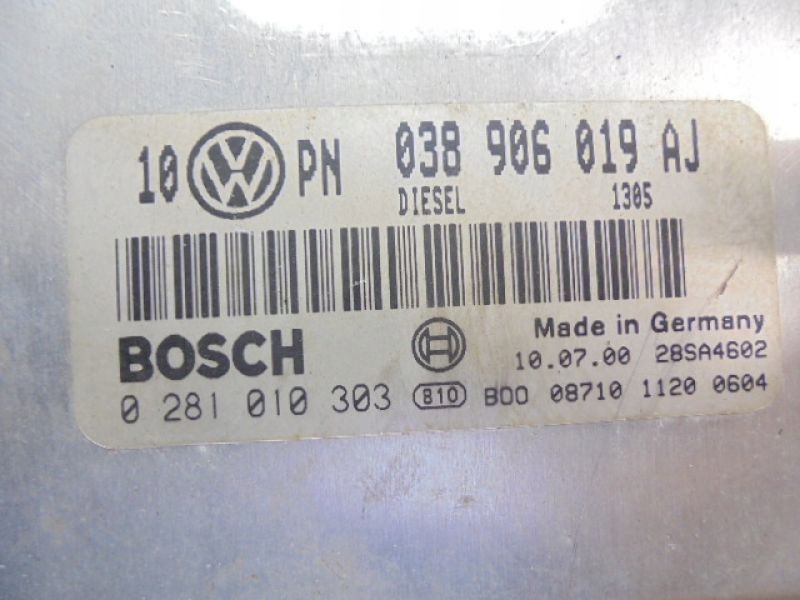 10 VW PN 038 906 019 AJ
DIESEL 1305
BOSCH
Made in Germany
10.07.00 28SA4602
0 281 010 303 810 B00 08710 1120 0604